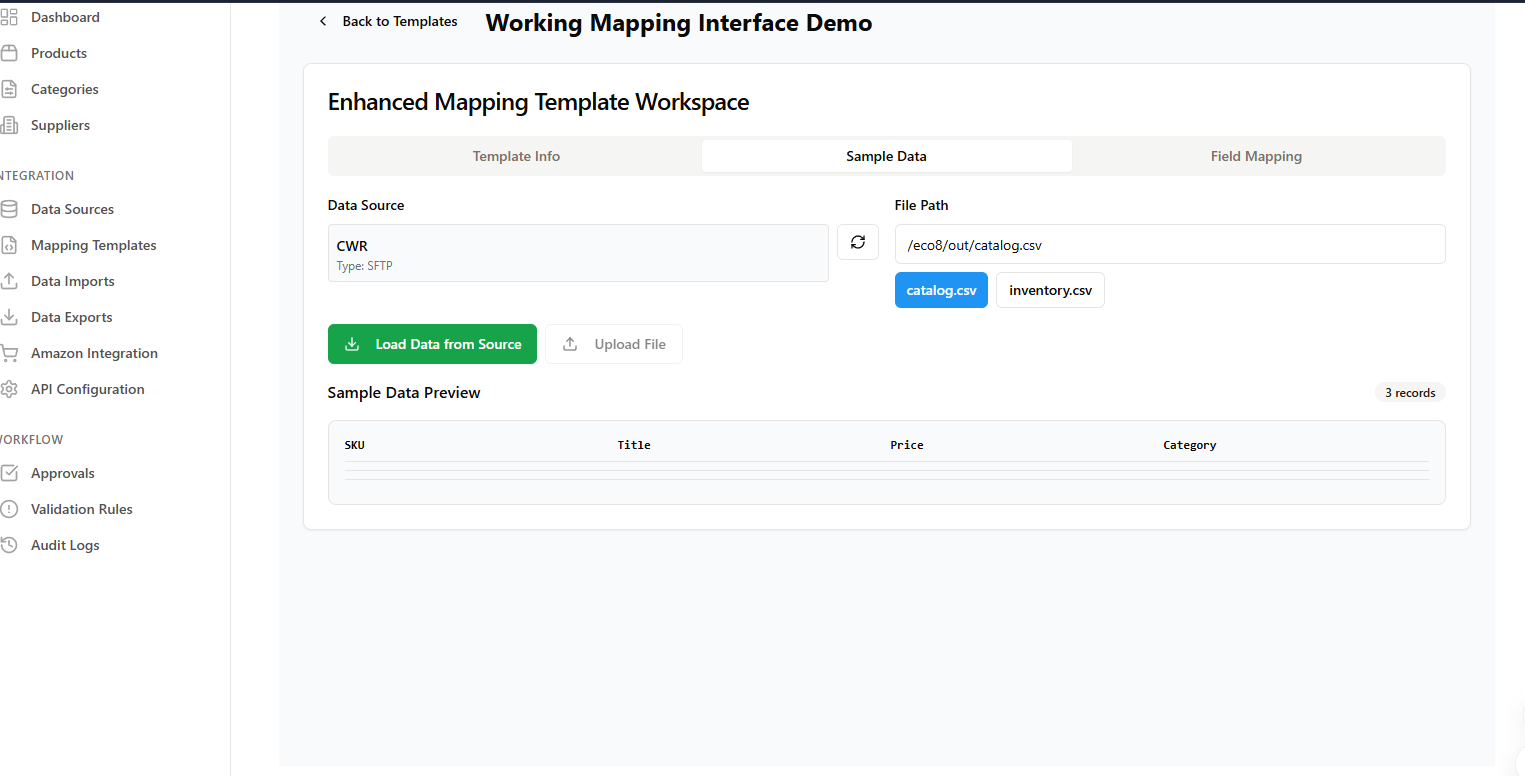 Dashboard
Products
Categories
Suppliers
NTEGRATION
Data Sources
Mapping Templates
Data Imports
Data Exports
Amazon Integration
API Configuration
WORKFLOW
Approvals
Validation Rules
Audit Logs
Back to Templates
Working Mapping Interface Demo
Enhanced Mapping Template Workspace
Template Info
Sample Data
Field Mapping
Data Source
CWR
Type: SFTP
File Path
/eco8/out/catalog.csv
catalog.csv
inventory.csv
Load Data from Source
Upload File
Sample Data Preview
3 records
SKU
Title
Price
Category